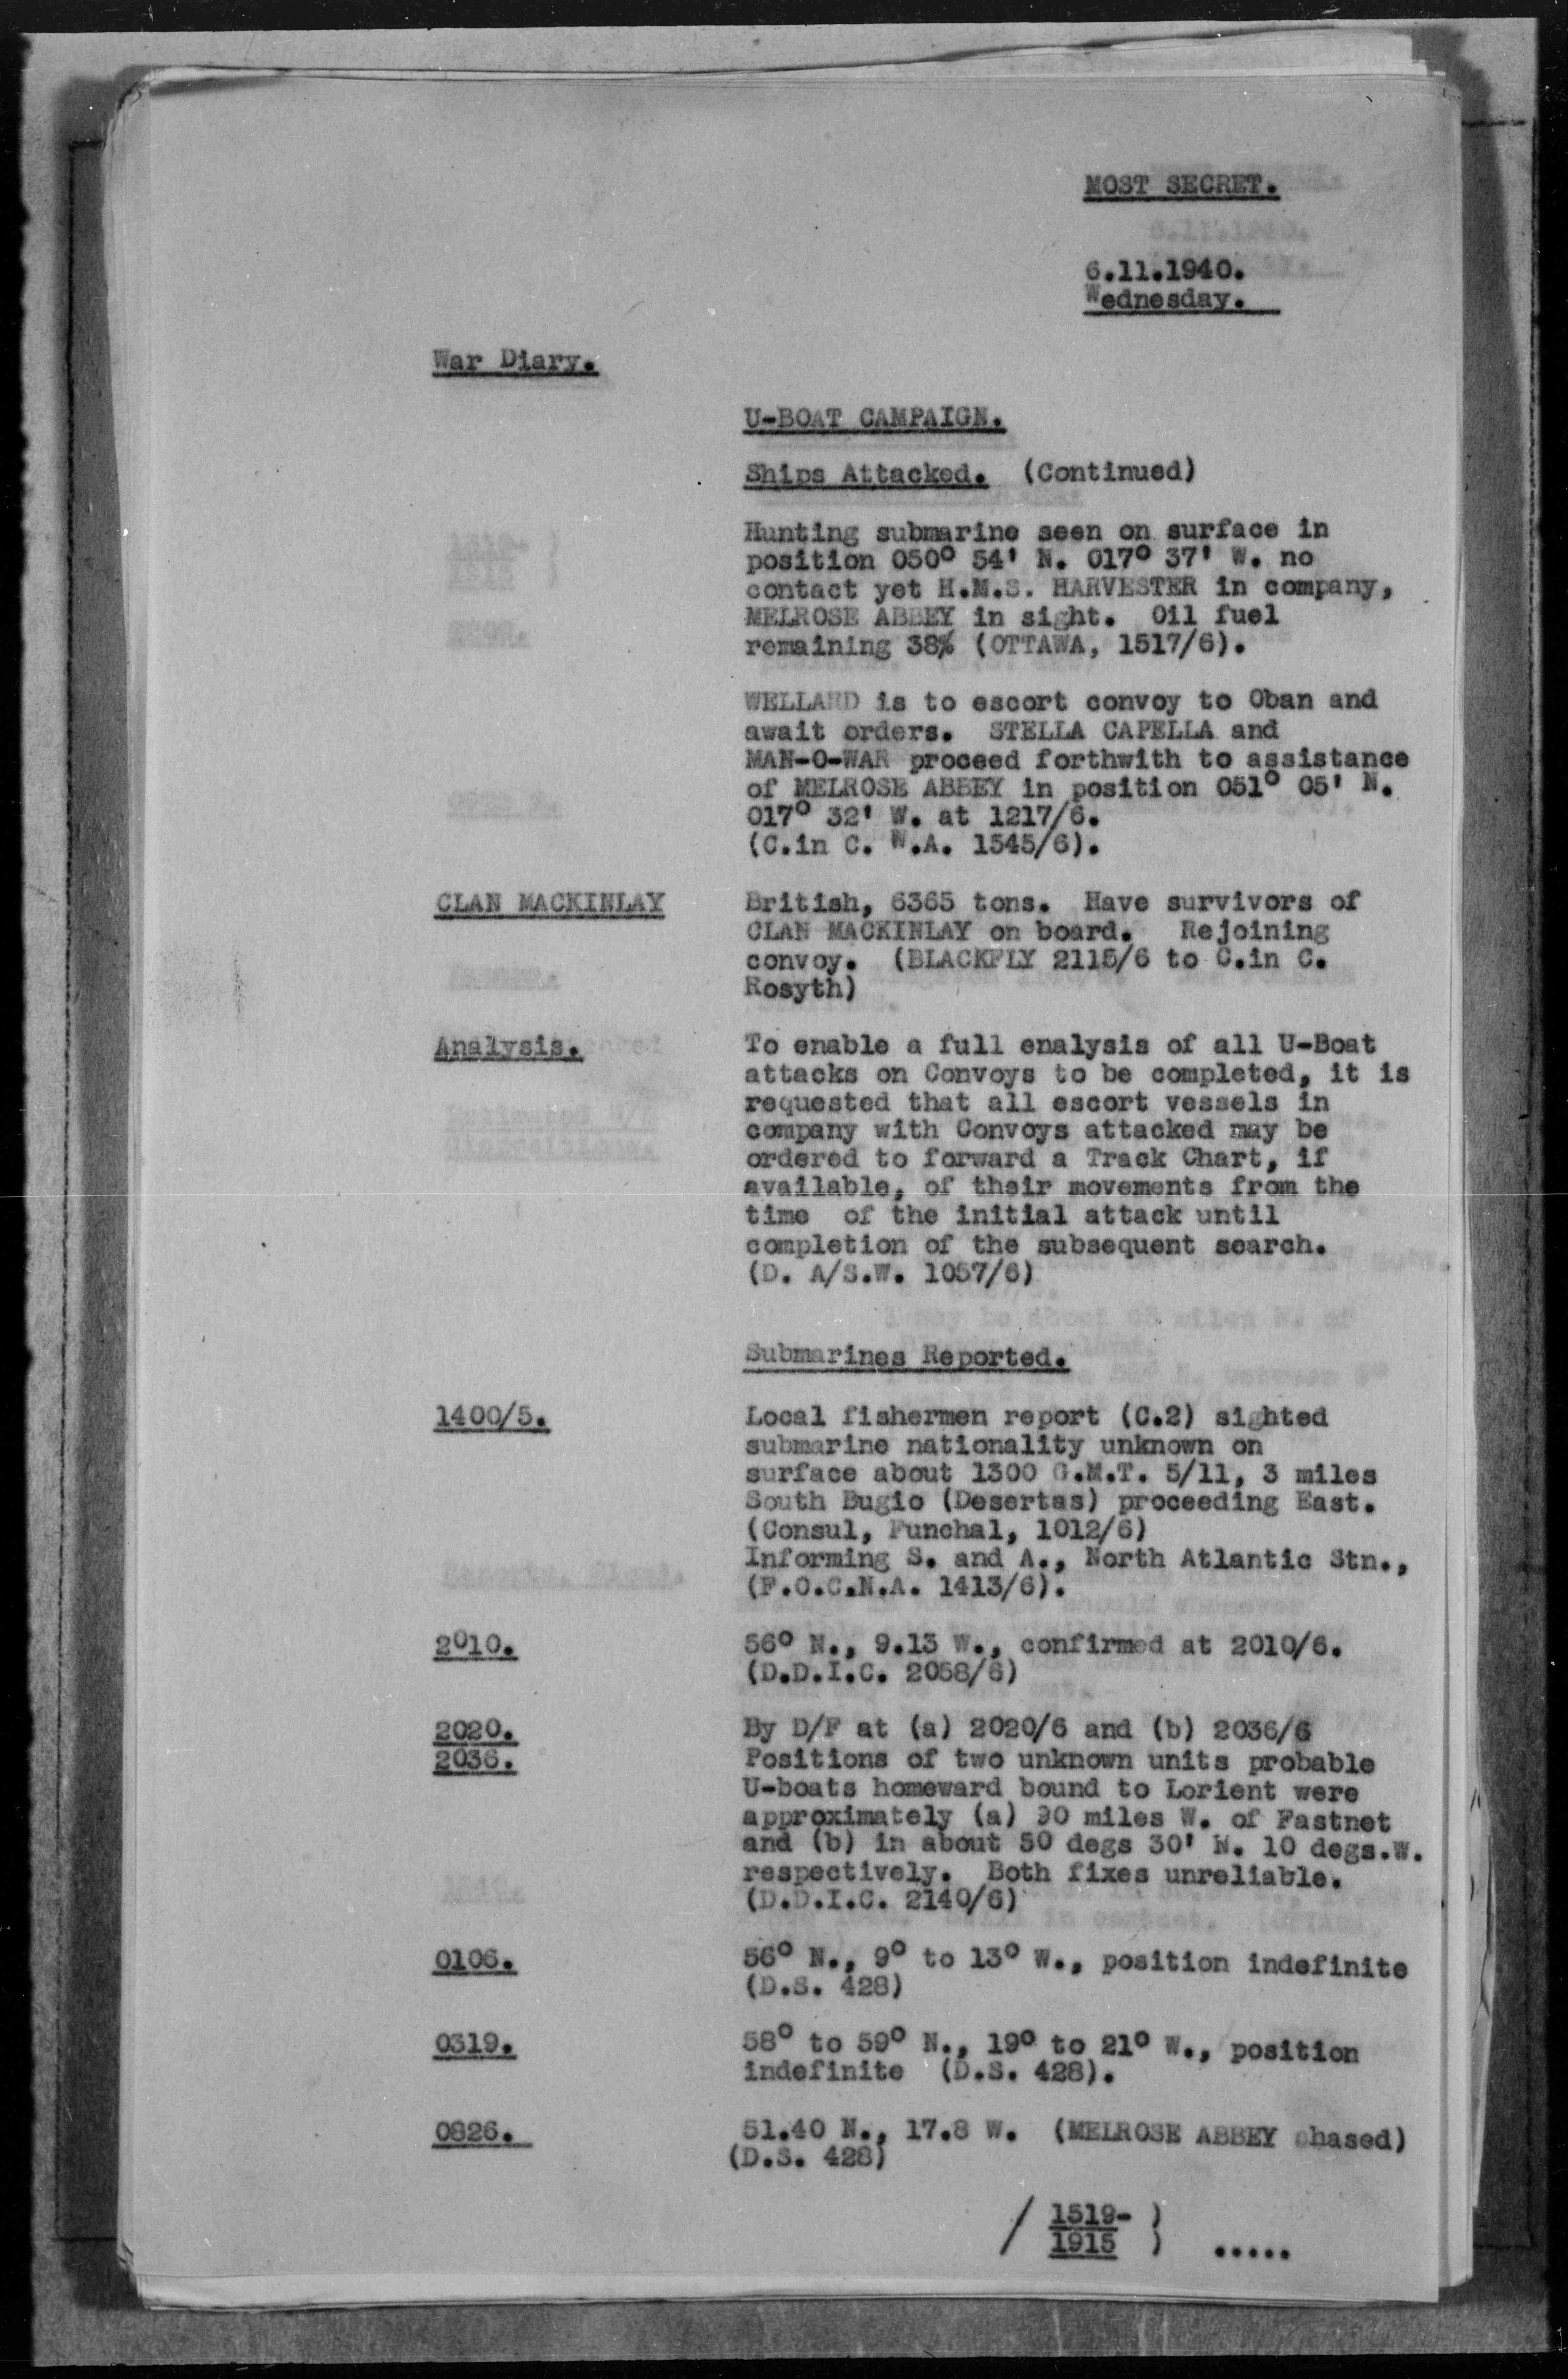 MOST SECRET.
6.11.1940.
Wednesday.
War Diary.
U-BOAT CAMPAIGN.
Ships Attacked. (Continued)
Hunting submarine seen on surface in
position 050° 54' N. 017° 37' W. no
contact yet H.M.S. HARVESTER in company,
MELROSE ABBEY in sight. Oil fuel
remaining 38% (OTTAWA, 1517/6).
WELLARD is to escort convoy to Oban and
await orders. STELLA CAPELLA and
MAN-O-WAR proceed forthwith to assistance
of MELROSE ABBEY in position 051° 05' N.
017° 32' W. at 1217/6.
(C.in C. W.A. 1545/6).
CLAN MACKINLAY British, 6365 tons. Have survivors of
CLAN MACKINLAY on board. Rejoining
convoy. (BLACKFLY 2115/6 to C.in C.
Rosyth)
Analysis. To enable a full enalysis of all U-Boat
attacks on Convoys to be completed, it is
requested that all escort vessels in
company with Convoys attacked may be
ordered to forward a Track Chart, if
available, of their movements from the
time of the initial attack until
completion of the subsequent search.
(D. A/S.W. 1057/6)
Submarines Reported.
1400/5. Local fishermen report (C.2) sighted
submarine nationality unknown on
surface about 1300 G.M.T. 5/11, 3 miles
South Bugio (Desertas) proceeding East.
(Consul, Funchal, 1012/6)
Informing S. and A., North Atlantic Stn.,
(F.O.C.N.A. 1413/6).
2010. 56° N., 9.13 W., confirmed at 2010/6.
(D.D.I.C. 2058/6)
2020. By D/F at (a) 2020/6 and (b) 2036/6
2036. Positions of two unknown units probable
U-boats homeward bound to Lorient were
approximately (a) 90 miles W. of Fastnet
and (b) in about 50 degs 30' N. 10 degs.W.
respectively. Both fixes unreliable.
(D.D.I.C. 2140/6)
0106. 56° N., 9° to 13° W., position indefinite
(D.S. 428)
0319. 58° to 59° N., 19° to 21° W., position
indefinite (D.S. 428).
0826. 51.40 N., 17.8 W. (MELROSE ABBEY chased)
(D.S. 428)
/ 1519- )
1915 ) .....